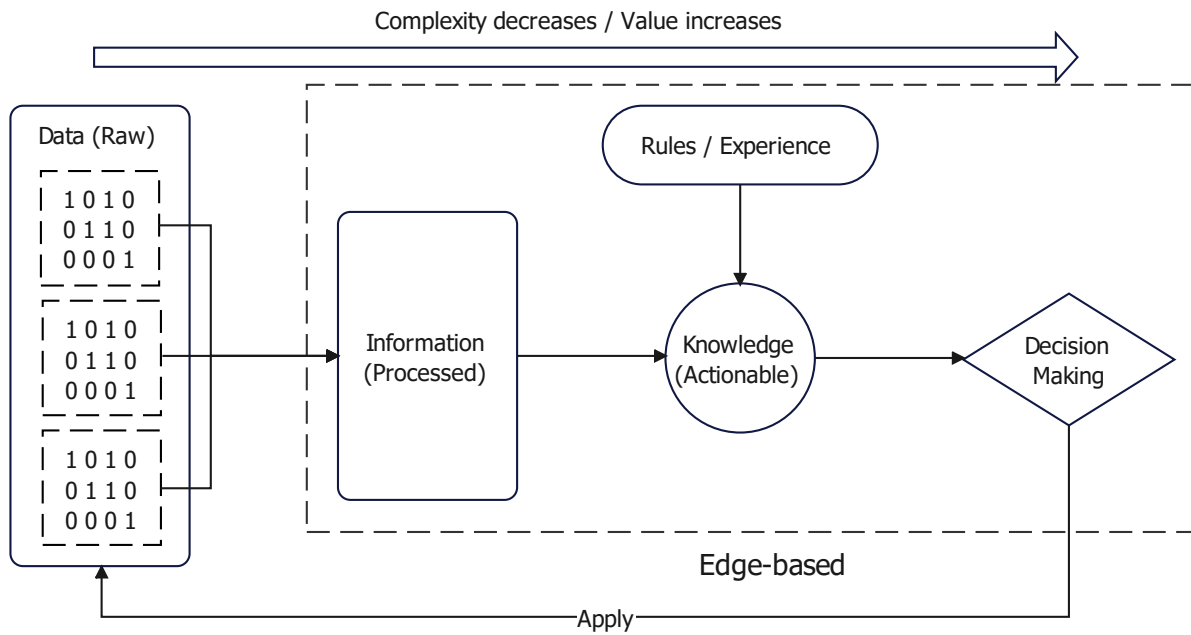 Complexity decreases / Value increases
Data (Raw)
1 0 1 0
0 1 1 0
0 0 0 1
1 0 1 0
0 1 1 0
0 0 0 1
1 0 1 0
0 1 1 0
0 0 0 1
Rules / Experience
Information
(Processed)
Knowledge
(Actionable)
Decision
Making
Edge-based
Apply